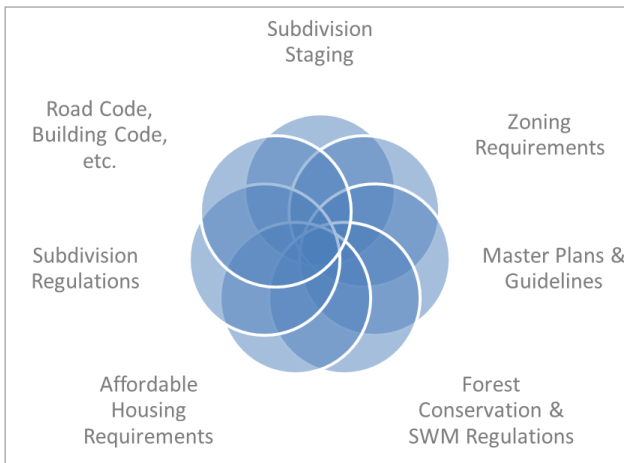 Subdivision
Staging
Road Code,
Building Code,
etc.
Zoning
Requirements
Subdivision
Regulations
Master Plans &
Guidelines
Affordable
Housing
Requirements
Forest
Conservation &
SWM Regulations